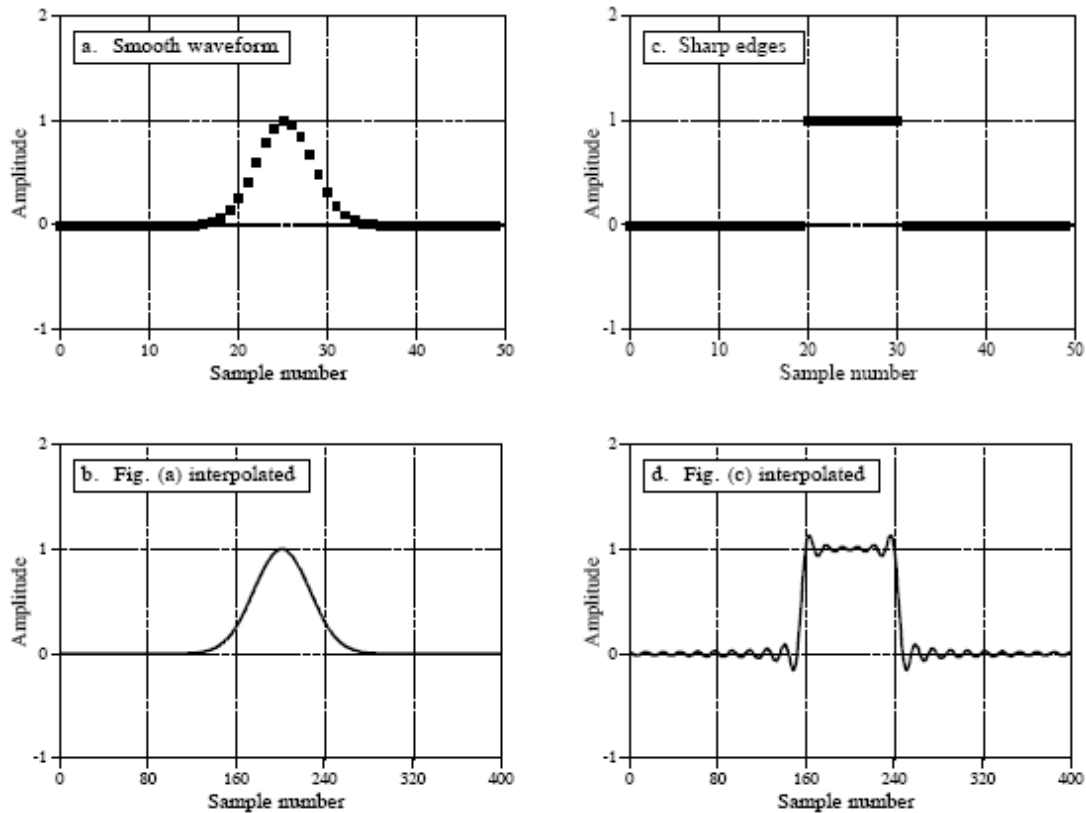 a. Smooth waveform
2
1
0
-1
Amplitude
0 10 20 30 40 50
Sample number
c. Sharp edges
2
1
0
-1
Amplitude
0 10 20 30 40 50
Sample number
b. Fig. (a) interpolated
2
1
0
-1
Amplitude
0 80 160 240 320 400
Sample number
d. Fig. (c) interpolated
2
1
0
-1
Amplitude
0 80 160 240 320 400
Sample number